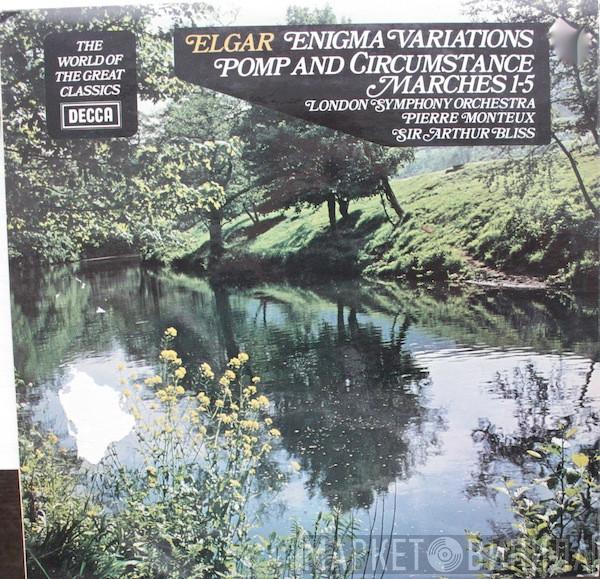 THE
WORLD OF
THE GREAT
CLASSICS
DECCA
ELGAR ENIGMA VARIATIONS
POMP AND CIRCUMSTANCE
MARCHES 1-5
LONDON SYMPHONY ORCHESTRA
PIERRE MONTEUX
SIR ARTHUR BLISS